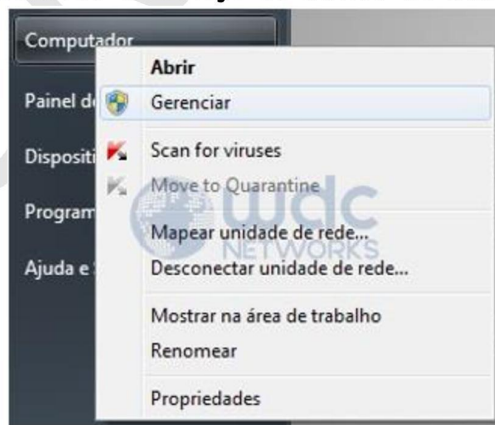 Computador
Abrir
Painel d
Gerenciar
Dispositi
Scan for viruses
Move to Quarantine
Program
wdc
NETWORKS
Mapear unidade de rede...
Ajuda e
Desconectar unidade de rede...
Mostrar na área de trabalho
Renomear
Propriedades